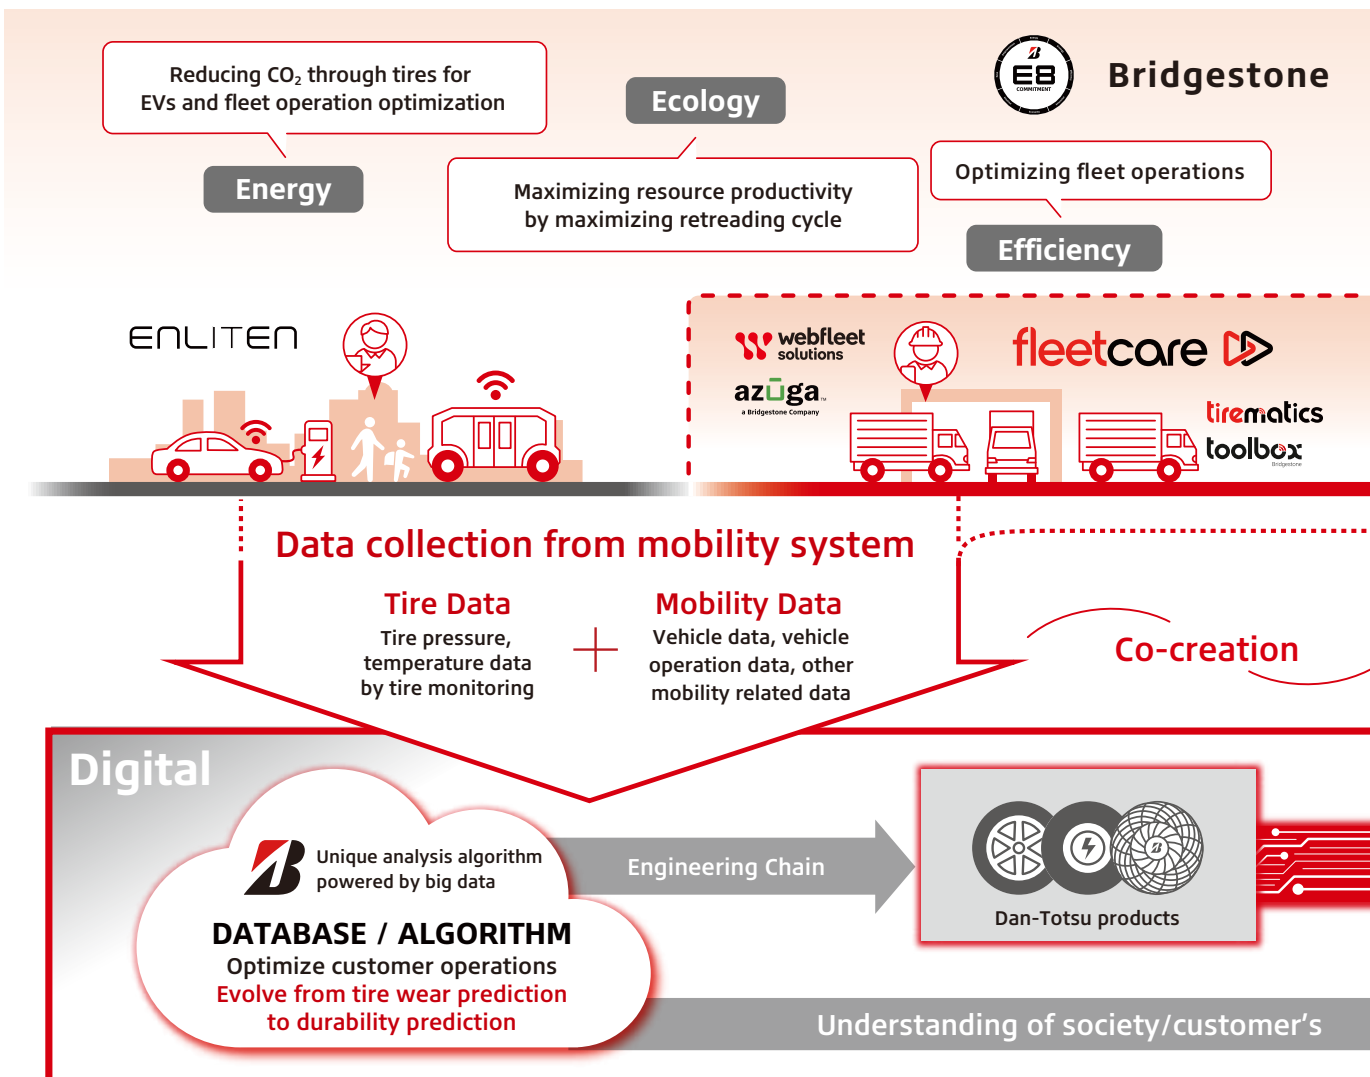 Reducing CO₂ through tires for
EVs and fleet operation optimization
Energy
Ecology
Maximizing resource productivity
by maximizing retreading cycle
E8
COMMITMENT
Bridgestone
Optimizing fleet operations
Efficiency
ENLITEN
webfleet
solutions
azuga™
a Bridgestone Company
fleetcare
tirematics
toolbox
Bridgestone
Data collection from mobility system
Tire Data
Tire pressure,
temperature data
by tire monitoring
Mobility Data
Vehicle data, vehicle
operation data, other
mobility related data
Co-creation
Digital
Unique analysis algorithm
powered by big data
DATABASE / ALGORITHM
Optimize customer operations
Evolve from tire wear prediction
to durability prediction
Engineering Chain
Dan-Totsu products
Understanding of society/customer's